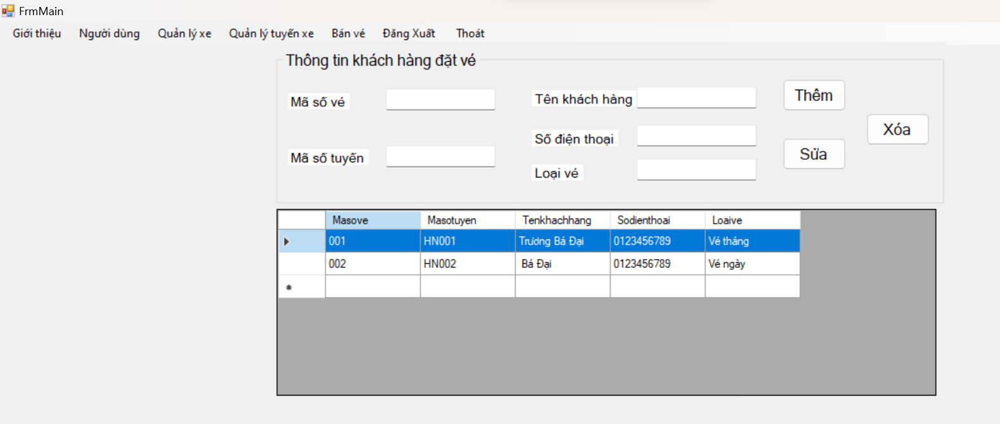 FrmMain
Giới thiệu Người dùng Quản lý xe Quản lý tuyến xe Bán vé Đăng Xuất Thoát
Thông tin khách hàng đặt vé
Mã số vé
Tên khách hàng
Thêm
Xóa
Số điện thoại
Mã số tuyến
Sửa
Loại vé
Masove Masotuyen Tenkhachhang Sodienthoai Loaive
001 HN001 Trương Bá Đại 0123456789 Vé tháng
002 HN002 Bá Đại 0123456789 Vé ngày